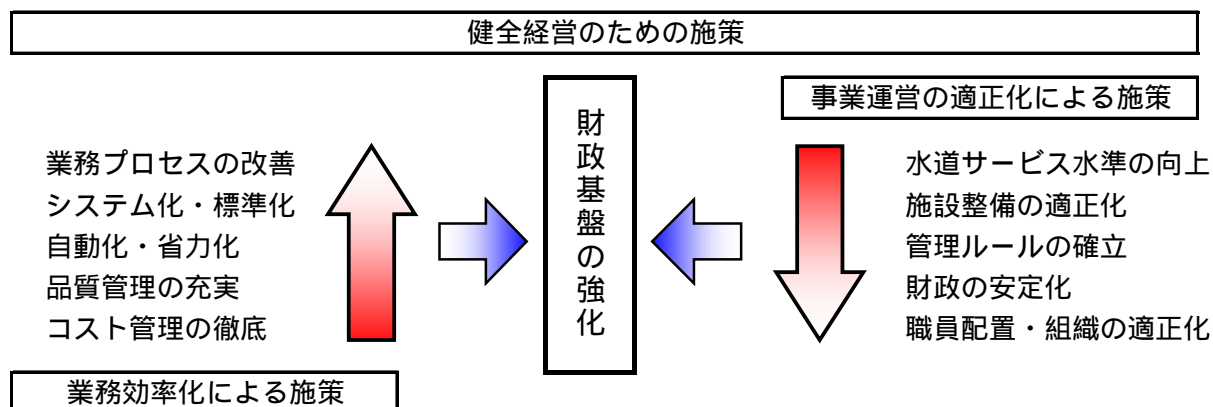 健全経営のための施策
事業運営の適正化による施策
財政基盤の強化
業務プロセスの改善
システム化・標準化
自動化・省力化
品質管理の充実
コスト管理の徹底
水道サービス水準の向上
施設整備の適正化
管理ルールの確立
財政の安定化
職員配置・組織の適正化
業務効率化による施策